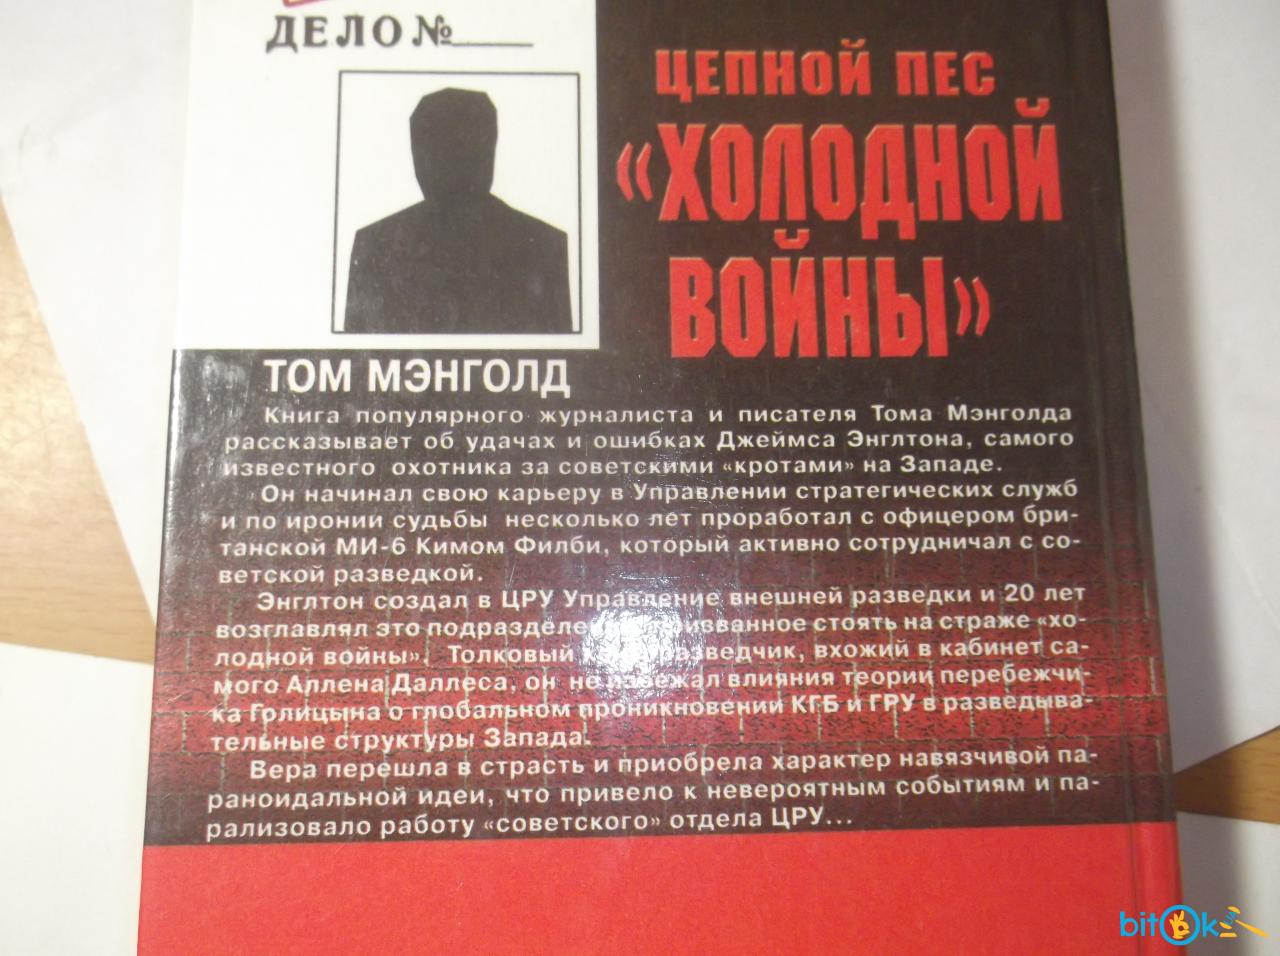 ДЕЛО №
ЦЕПНОЙ ПЕС
«ХОЛОДНОЙ
ВОЙНЫ»
ТОМ МЭНГОЛД
Книга популярного журналиста и писателя Тома Мэнголда
рассказывает об удачах и ошибках Джеймса Энглтона, самого
известного охотника за советскими «кротами» на Западе.
Он начинал свою карьеру в Управлении стратегических служб
и по иронии судьбы несколько лет проработал с офицером бри-
танской МИ-6 Кимом Филби, который активно сотрудничал с со-
ветской разведкой.
Энглтон создал в ЦРУ Управление внешней разведки и 20 лет
возглавлял это подразделе призванное стоять на страже «хо-
лодной войны». Толковый разведчик, вхожий в кабинет са-
мого Аллена Даллеса, он не избежал влияния теории перебежчи-
ка Голицына о глобальном проникновении КГБ и ГРУ в разведыва-
тельные структуры Запада.
Вера перешла в страсть и приобрела характер навязчивой па-
раноидальной идеи, что привело к невероятным событиям и па-
рализовало работу «советского» отдела ЦРУ...
bitok.ua